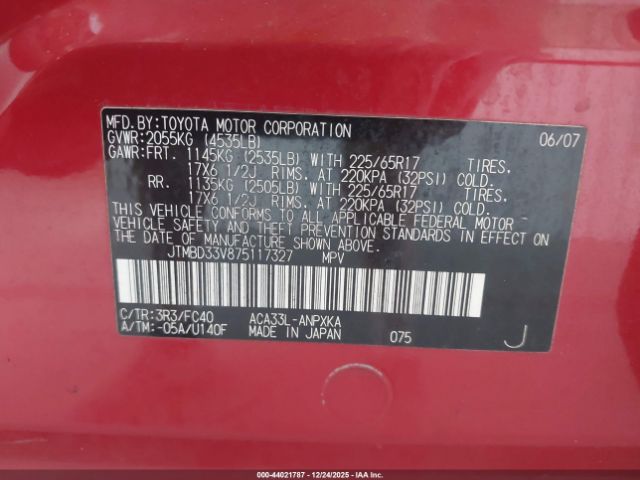 MFD.BY:TOYOTA MOTOR CORPORATION 06/07
GVWR:2055KG (4535LB)
GAWR:FRT. 1145KG (2535LB) WITH 225/65R17 TIRES,
17X6 1/2J RIMS. AT 220KPA (32PSI) COLD.
RR. 1135KG (2505LB) WITH 225/65R17 TIRES,
17X6 1/2J RIMS. AT 220KPA (32PSI) COLD.
THIS VEHICLE CONFORMS TO ALL APPLICABLE FEDERAL MOTOR
VEHICLE SAFETY AND THEFT PREVENTION STANDARDS IN EFFECT
ON THE DATE OF MANUFACTURE SHOWN ABOVE.
JTMBD33V875117327 MPV
C/TR:3R3/FC40 ACA33L-ANPXKA
A/TM:-05A/U140F MADE IN JAPAN 075 J
000-44021787 - 12/24/2025 - IAAI.COM